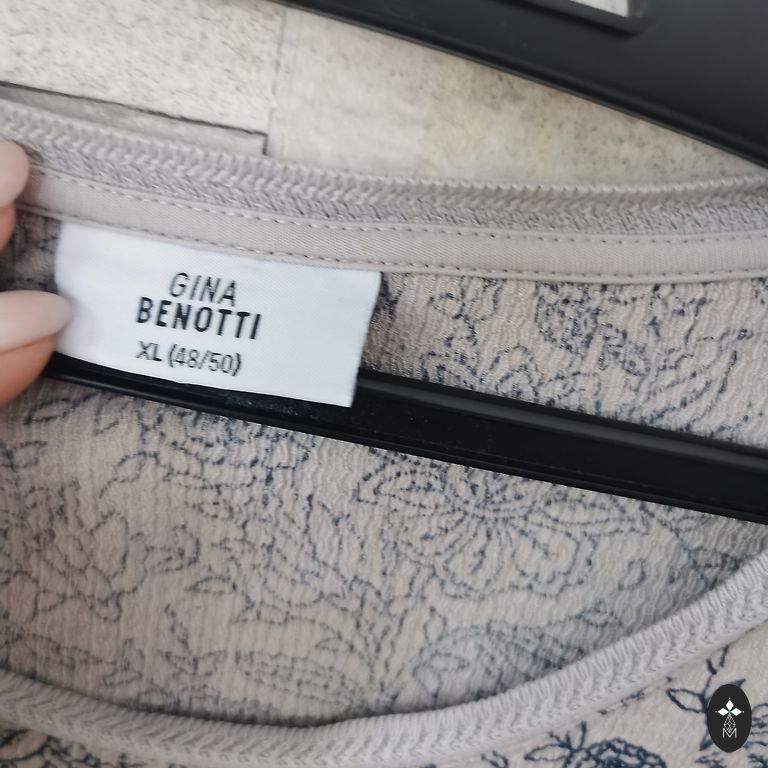 GINA
BENOTTI
XL (48/50)
M